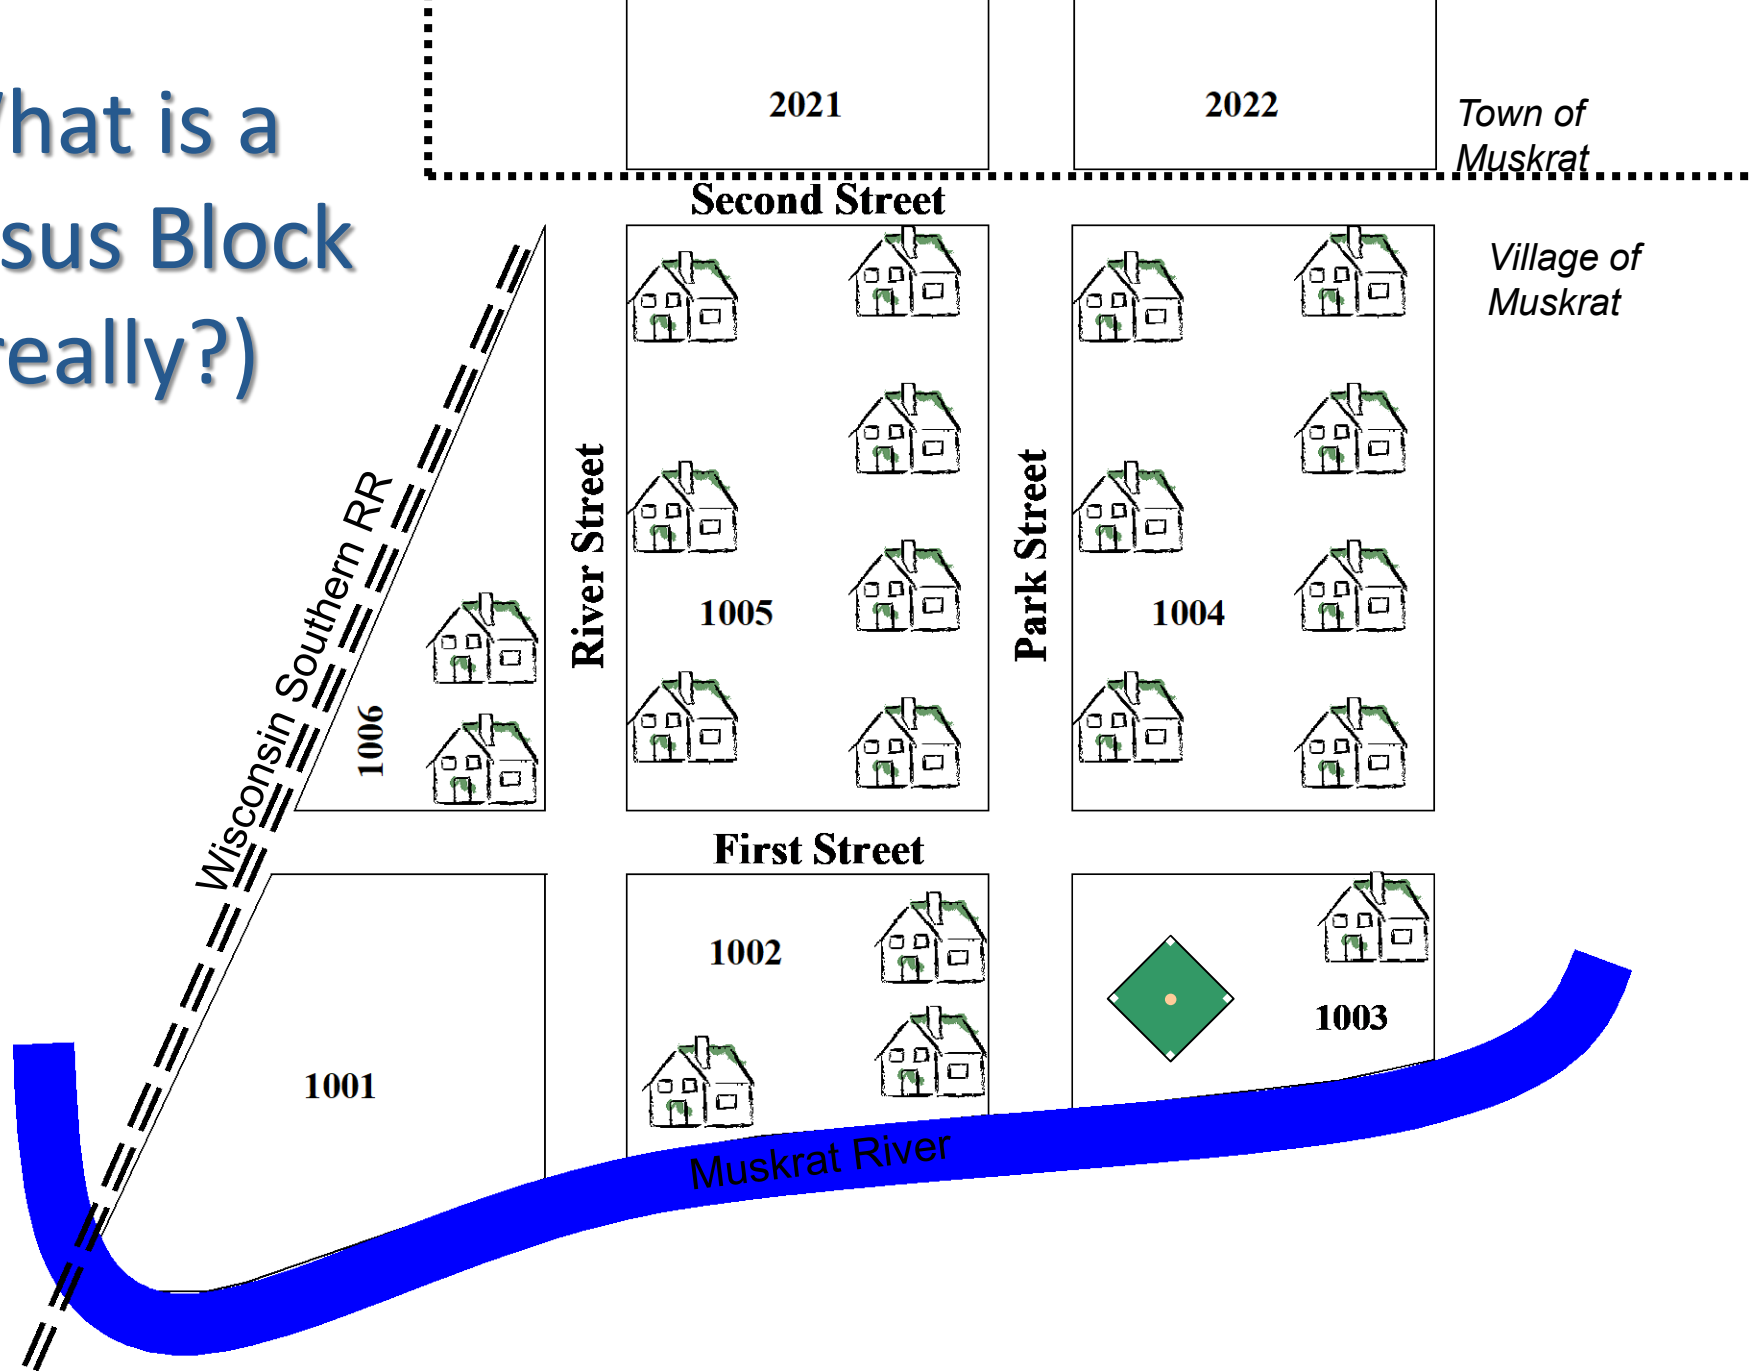 hat is a
sus Block
really?)
2021
2022
Town of
Muskrat
Second Street
Village of
Muskrat
Wisconsin Southern RR
River Street
Park Street
1005
1004
1006
First Street
1002
1003
1001
Muskrat River